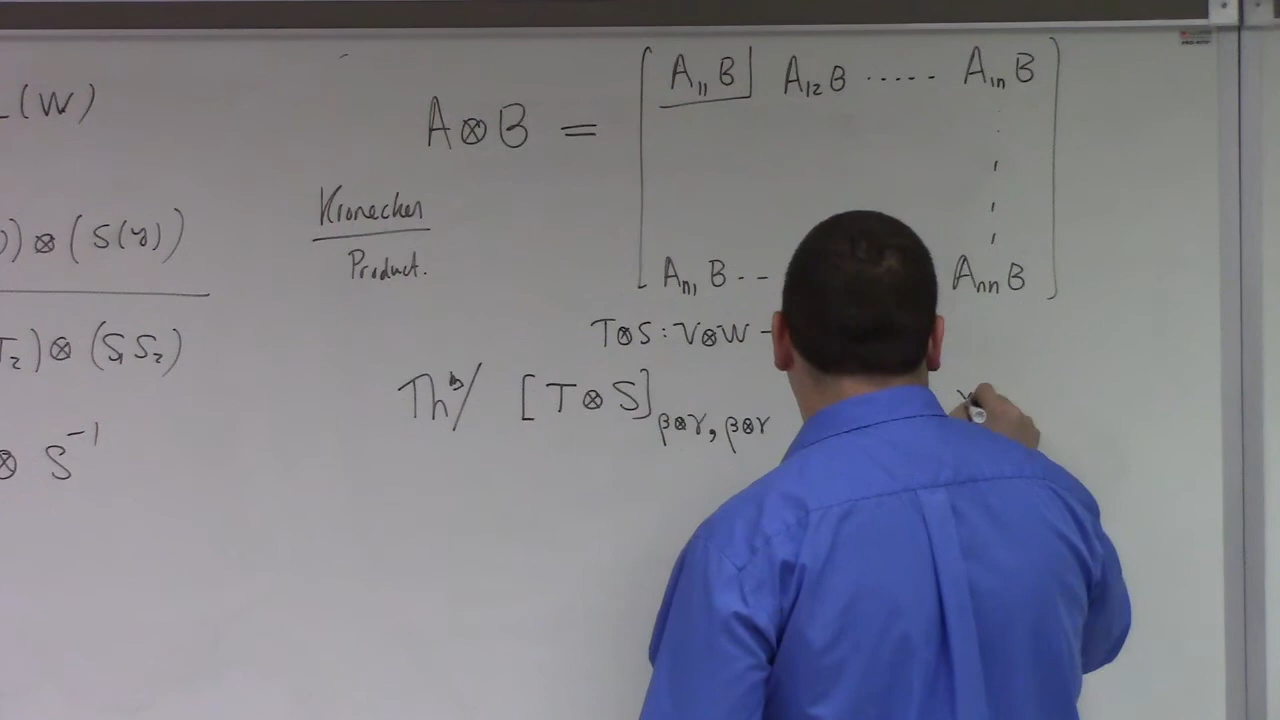 L(W)
) ⊗ (S(y))
T₂) ⊗ (S₁S₂)
⊗ S⁻¹
A⊗B =
A₁₁B A₁₂B ..... A₁ₙB
Aₙ₁B -- AₙₙB
Kronecker
Product.
T⊗S : V⊗W -
Thᵐ/ [T⊗S]β⊗γ, β⊗γ